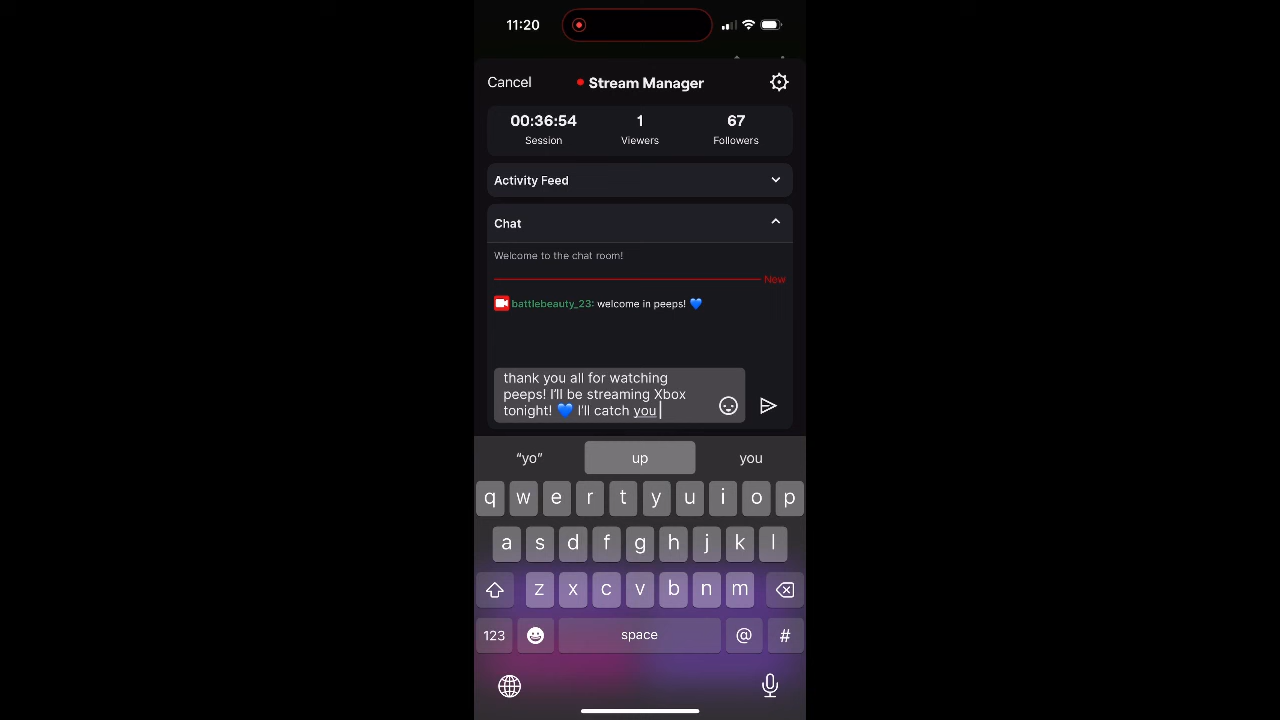 11:20
Cancel Stream Manager
00:36:54 1 67
Session Viewers Followers
Activity Feed
Chat
Welcome to the chat room!
New
battlebeauty_23: welcome in peeps! 💙
thank you all for watching
peeps! I'll be streaming Xbox
tonight! 💙 I'll catch you
“yo” up you
q w e r t y u i o p
a s d f g h j k l
z x c v b n m
123 space @ #